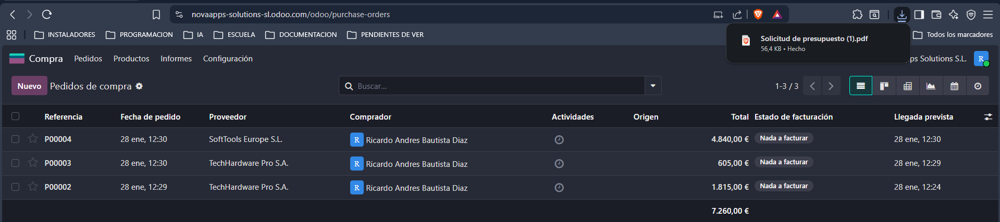 novaapps-solutions-sl.odoo.com/odoo/purchase-orders
INSTALADORES PROGRAMACION IA ESCUELA DOCUMENTACION PENDIENTES DE VER Todos los marcadores
Solicitud de presupuesto (1).pdf
56,4 KB • Hecho
Compra Pedidos Productos Informes Configuración ps Solutions S.L. R
Nuevo Pedidos de compra Buscar... 1-3 / 3
Referencia Fecha de pedido Proveedor Comprador Actividades Origen Total Estado de facturación Llegada prevista
P00004 28 ene, 12:30 SoftTools Europe S.L. R Ricardo Andres Bautista Diaz 4.840,00 € Nada a facturar 28 ene, 12:30
P00003 28 ene, 12:30 TechHardware Pro S.A. R Ricardo Andres Bautista Diaz 605,00 € Nada a facturar 28 ene, 12:29
P00002 28 ene, 12:29 TechHardware Pro S.A. R Ricardo Andres Bautista Diaz 1.815,00 € Nada a facturar 28 ene, 12:24
7.260,00 €